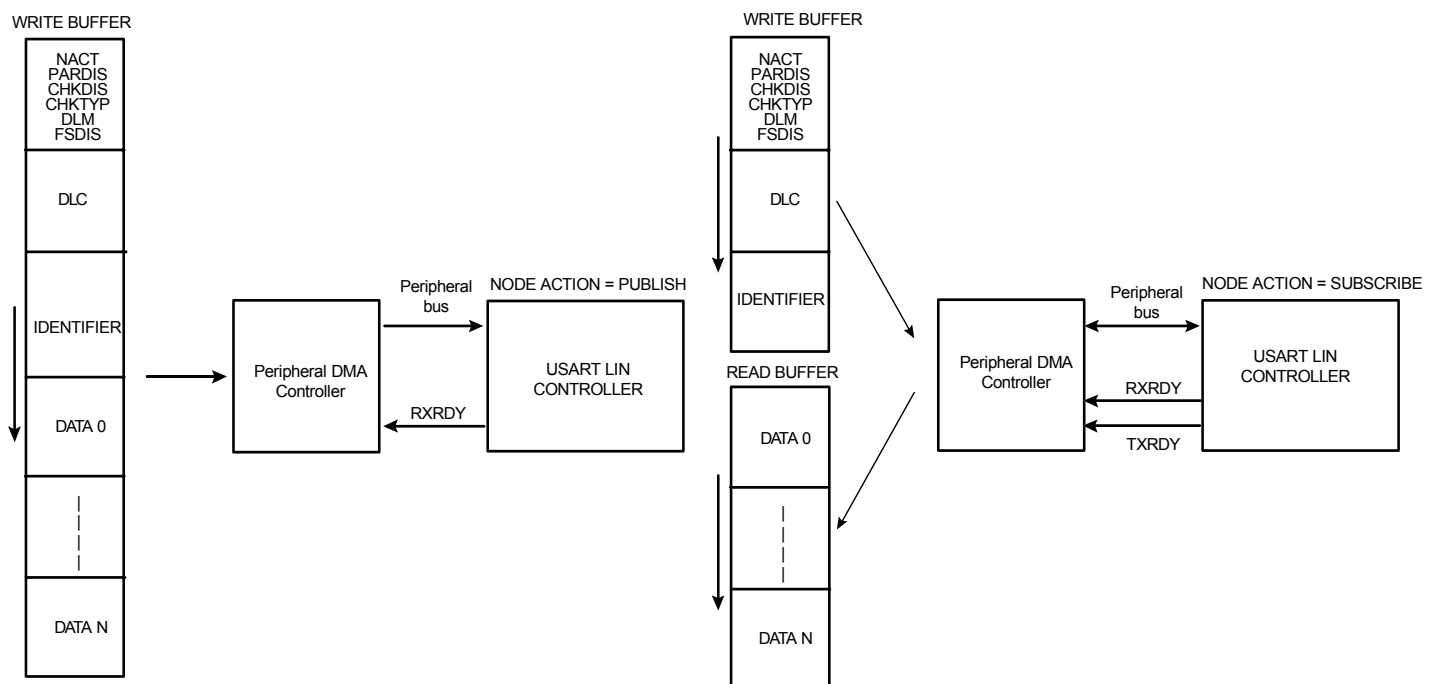 WRITE BUFFER
NACT
PARDIS
CHKDIS
CHKTYP
DLM
FSDIS
DLC
IDENTIFIER
DATA 0
DATA N
Peripheral DMA
Controller
Peripheral
bus
RXRDY
NODE ACTION = PUBLISH
USART LIN
CONTROLLER
WRITE BUFFER
NACT
PARDIS
CHKDIS
CHKTYP
DLM
FSDIS
DLC
IDENTIFIER
READ BUFFER
DATA 0
DATA N
Peripheral DMA
Controller
Peripheral
bus
RXRDY
TXRDY
NODE ACTION = SUBSCRIBE
USART LIN
CONTROLLER